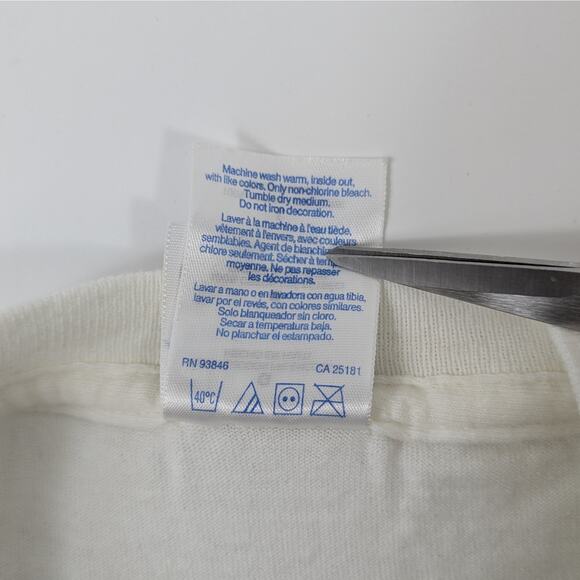 Machine wash warm, inside out,
with like colors. Only non-chlorine bleach.
Tumble dry medium.
Do not iron decoration.
Laver à la machine à l'eau tiède,
vêtement à l'envers, avec couleurs
semblables. Agent de blanchim
chlore seulement. Sécher à temp
moyenne. Ne pas repasser
les décorations.
Lavar a mano o en lavadora con agua tibia,
lavar por el revés, con colores similares.
Solo blanqueador sin cloro.
Secar a temperatura baja.
No planchar el estampado.
RN 93846 CA 25181
40°C